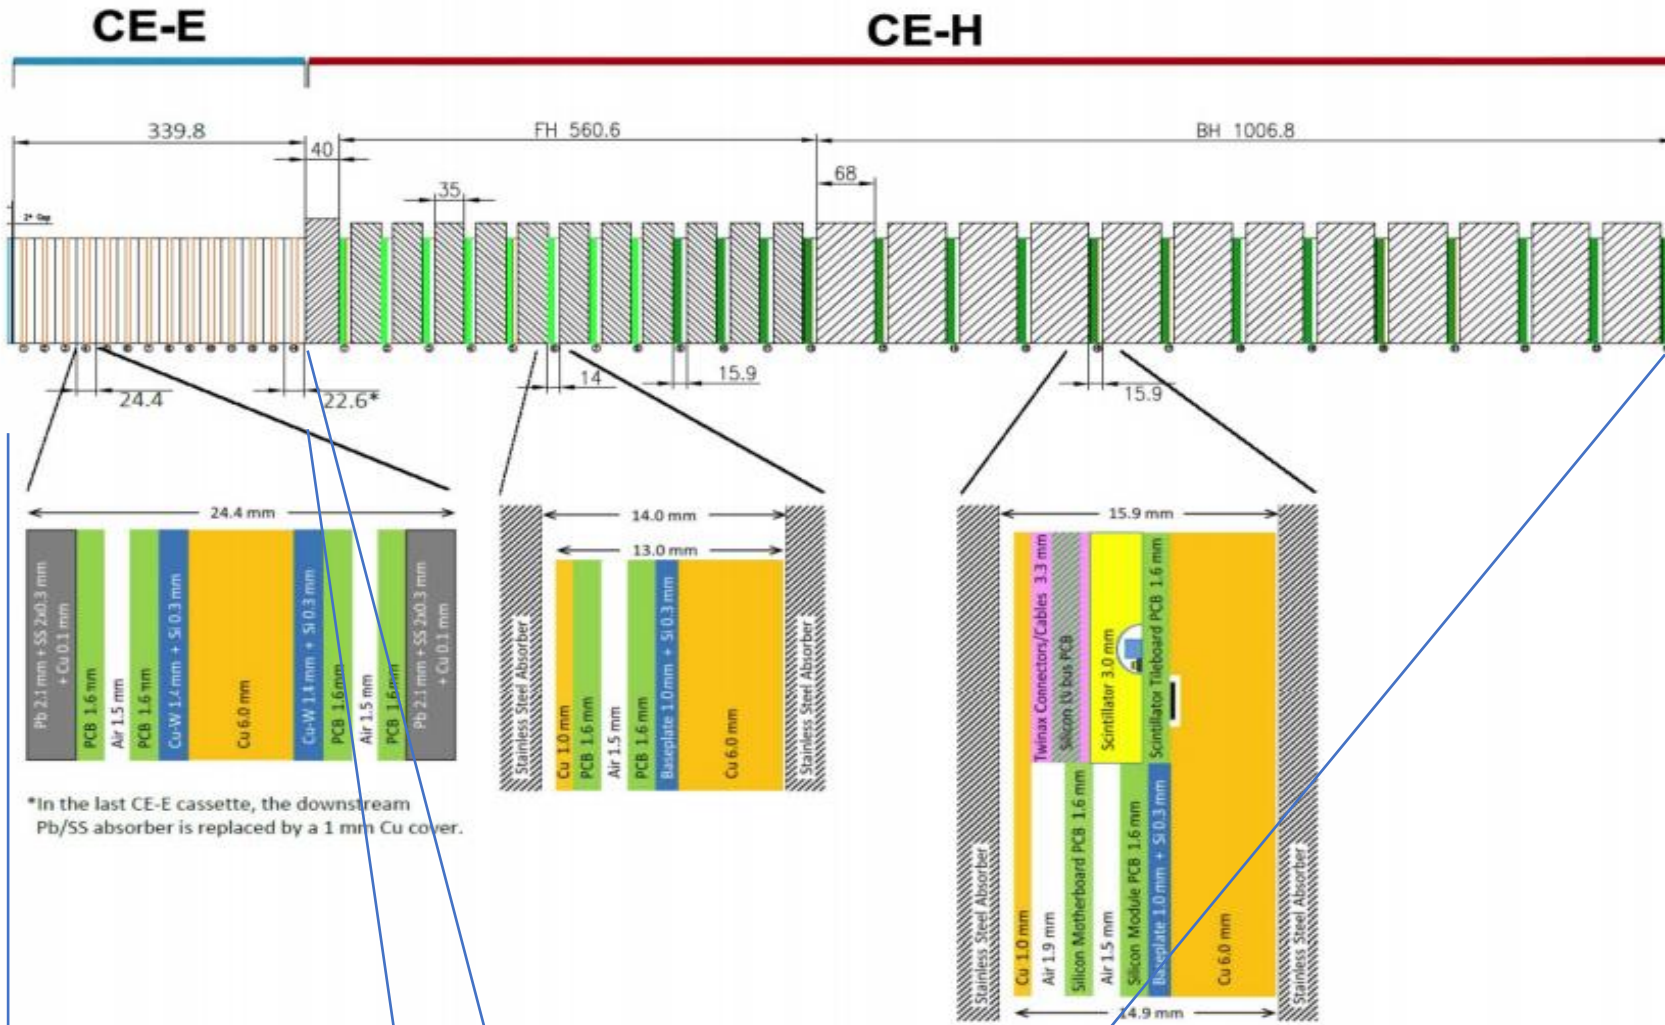 CE-E
CE-H
339.8
FH 560.6
BH 1006.8
40
35
68
24.4
22.6*
14
15.9
15.9
24.4 mm
Pb 2.1 mm + SS 2x0.3 mm
+ Cu 0.1 mm
PCB 1.6 mm
Air 1.5 mm
PCB 1.6 mm
Cu-W 1.4 mm + Si 0.3 mm
Cu 6.0 mm
Cu-W 1.4 mm + Si 0.3 mm
PCB 1.6 mm
Air 1.5 mm
PCB 1.6 mm
Pb 2.1 mm + SS 2x0.3 mm
+ Cu 0.1 mm
*In the last CE-E cassette, the downstream
Pb/SS absorber is replaced by a 1 mm Cu cover.
14.0 mm
13.0 mm
Stainless Steel Absorber
Cu 1.0 mm
PCB 1.6 mm
Air 1.5 mm
PCB 1.6 mm
Baseplate 1.0mm + Si 0.3 mm
Cu 6.0 mm
Stainless Steel Absorber
15.9 mm
Twinax Connectors/Cables 3.3 mm
Scintillator 3.0 mm
Scintillator Tileboard PCB 1.6 mm
Stainless Steel Absorber
Cu 1.0 mm
Air 1.9 mm
Silicon Motherboard PCB 1.6 mm
Air 1.5 mm
Silicon Module PCB 1.6 mm
Baseplate 1.0 mm + Si 0.3 mm
Cu 6.0 mm
Stainless Steel Absorber
14.9 mm